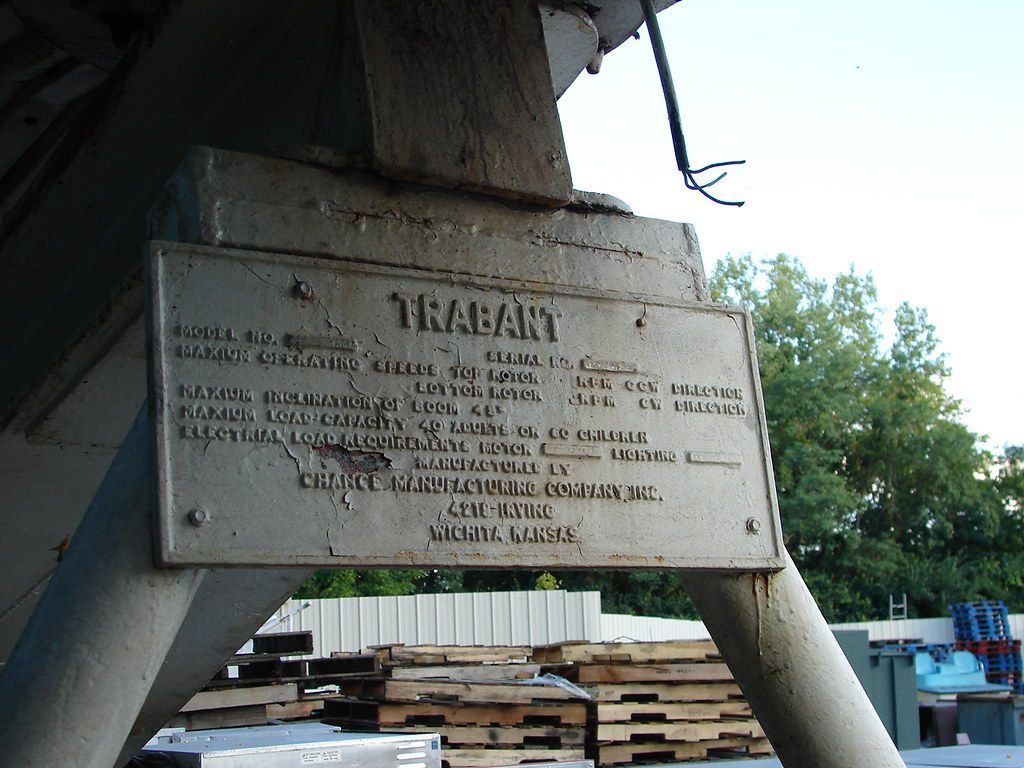 TRABANT
MODEL NO. SERIAL NO.
MAXIUM OPERATING SPEEDS TOP ROTOR RPM CCW DIRECTION
BOTTOM ROTOR RPM CW DIRECTION
MAXIUM INCLINATION OF BOOM 45°
MAXIUM LOAD CAPACITY 40 ADULTS OR 60 CHILDREN
ELECTRIAL LOAD REQUIREMENTS MOTOR LIGHTING
MANUFACTURED BY
CHANCE MANUFACTURING COMPANY, INC.
4219 IRVING
WICHITA, KANSAS